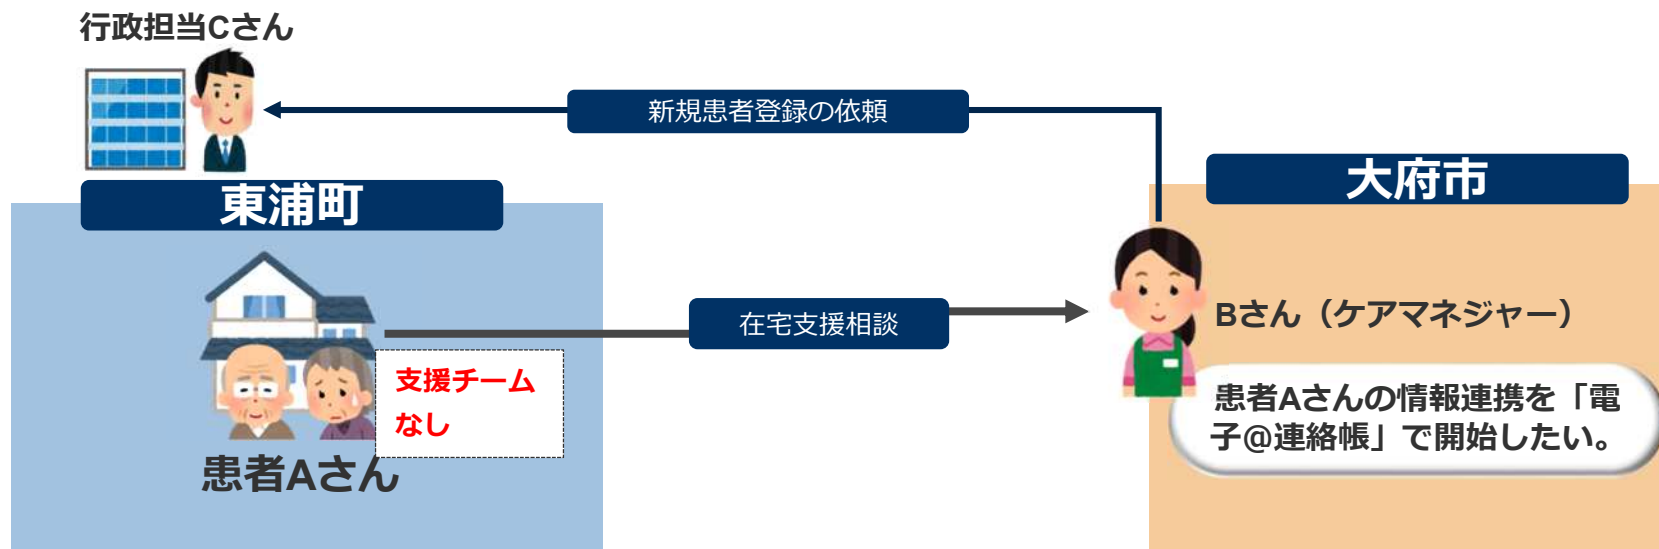 行政担当Cさん
新規患者登録の依頼
東浦町
大府市
在宅支援相談
Bさん（ケアマネジャー）
支援チーム
なし
患者Aさんの情報連携を「電
子@連絡帳」で開始したい。
患者Aさん